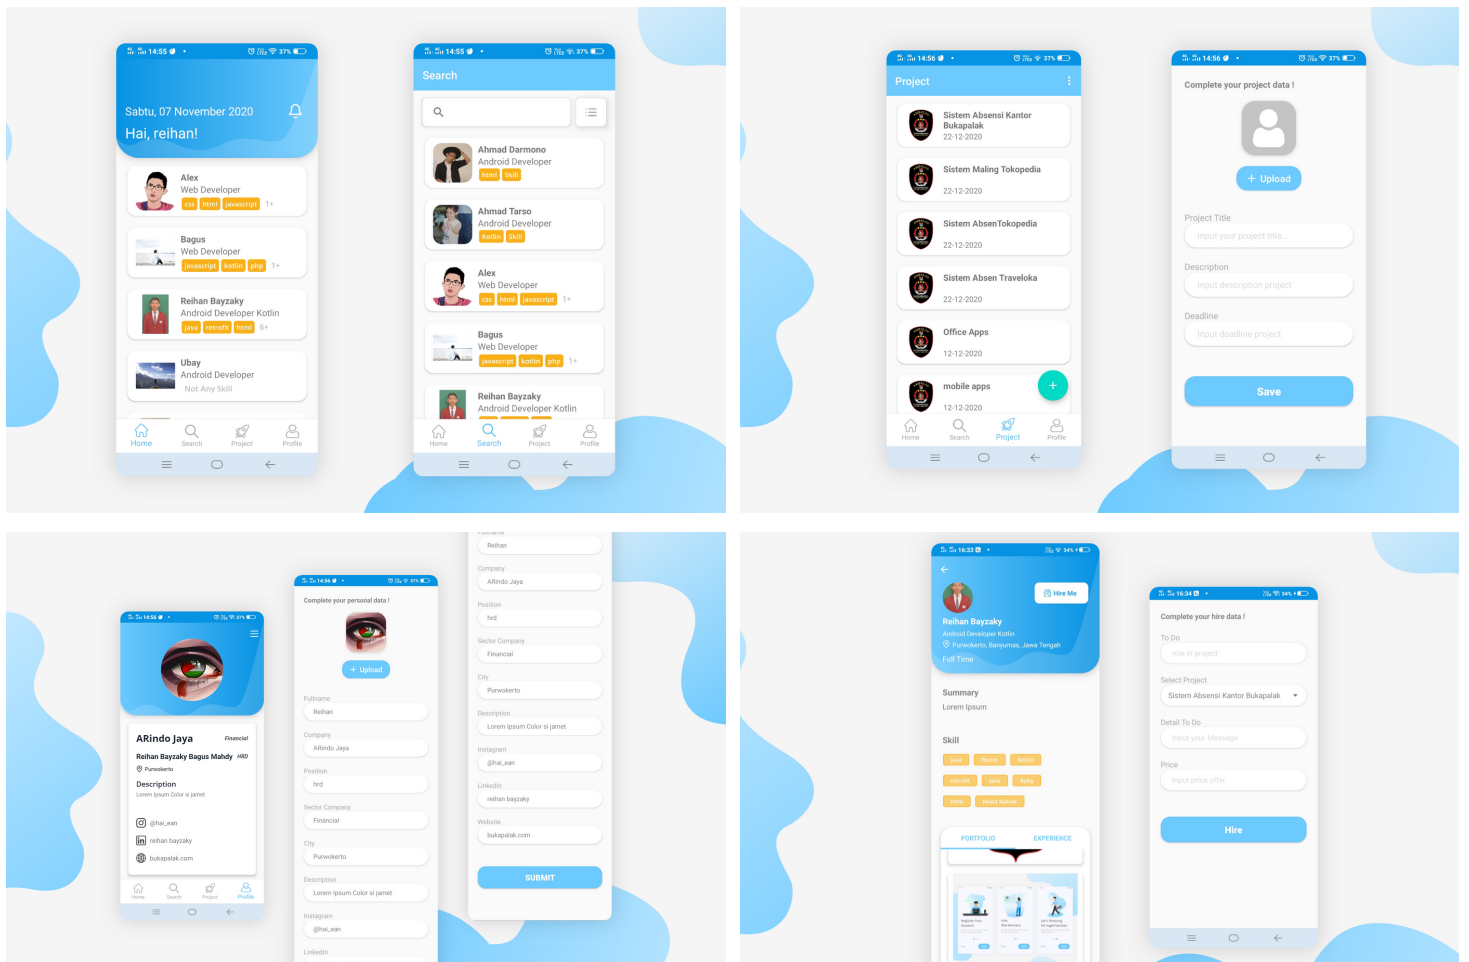 14:55
37%
Sabtu, 07 November 2020
Hai, reihan!
Alex
Web Developer
css html javascript 1+
Bagus
Web Developer
javascript kotlin php 1+
Reihan Bayzaky
Android Developer Kotlin
java retrofit html 6+
Ubay
Android Developer
Not Any Skill
Home Search Project Profile
14:55
37%
Search
Ahmad Darmono
Android Developer
html Skill
Ahmad Tarso
Android Developer
Kotlin Skill
Alex
Web Developer
css html javascript 1+
Bagus
Web Developer
javascript kotlin php 1+
Reihan Bayzaky
Android Developer Kotlin
Home Search Project Profile
14:56
37%
Project
Sistem Absensi Kantor
Bukapalak
22-12-2020
Sistem Maling Tokopedia
22-12-2020
Sistem AbsenTokopedia
22-12-2020
Sistem Absen Traveloka
22-12-2020
Office Apps
12-12-2020
mobile apps
12-12-2020
+
Home Search Project Profile
14:56
37%
Complete your project data !
+ Upload
Project Title
Input your project title...
Description
Input description project
Deadline
Input deadline project
Save
14:56
37%
ARindo Jaya Financial
Reihan Bayzaky Bagus Mahdy HRD
Purwokerto
Description
Lorem Ipsum Color si jamet
@hai_ean
reihan bayzaky
bukapalak.com
Home Search Project Profile
14:56
37%
Complete your personal data !
+ Upload
Fullname
Reihan
Company
ARindo Jaya
Position
hrd
Sector Company
Financial
City
Purwokerto
Description
Lorem Ipsum Color si jamet
Instagram
@hai_ean
Linkedin
Fullname
Reihan
Company
ARindo Jaya
Position
hrd
Sector Company
Financial
City
Purwokerto
Description
Lorem Ipsum Color si jamet
Instagram
@hai_ean
Linkedin
reihan bayzaky
Website
bukapalak.com
SUBMIT
16:33
34%
Hire Me
Reihan Bayzaky
Android Developer Kotlin
Purwokerto, Banyumas, Jawa Tengah
Full Time
Summary
Lorem Ipsum
Skill
java flutter Kotlin
retrofit java
html React Native
PORTFOLIO EXPERIENCE
16:34
34%
Complete your hire data !
To Do
role in project
Select Project
Sistem Absensi Kantor Bukapalak
Detail To Do
Input your Message
Price
Input price offer
Hire